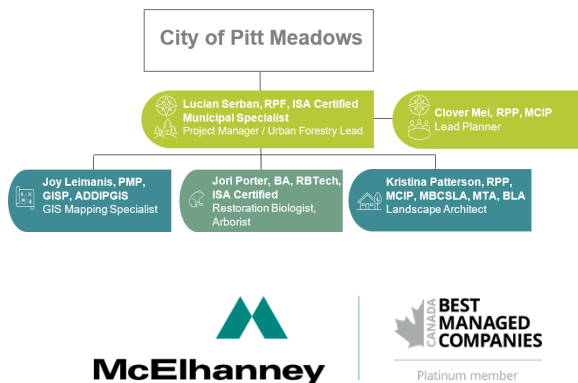 City of Pitt Meadows
Lucian Serban, RPF, ISA Certified
Municipal Specialist
Project Manager / Urban Forestry Lead
Clover Mei, RPP, MCIP
Lead Planner
Joy Leimanis, PMP,
GISP, ADDIPGIS
GIS Mapping Specialist
Jori Porter, BA, RBTech,
ISA Certified
Restoration Biologist,
Arborist
Kristina Patterson, RPP,
MCIP, MBCSLA, MTA, BLA
Landscape Architect
McElhanney
CANADA
BEST
MANAGED
COMPANIES
Platinum member